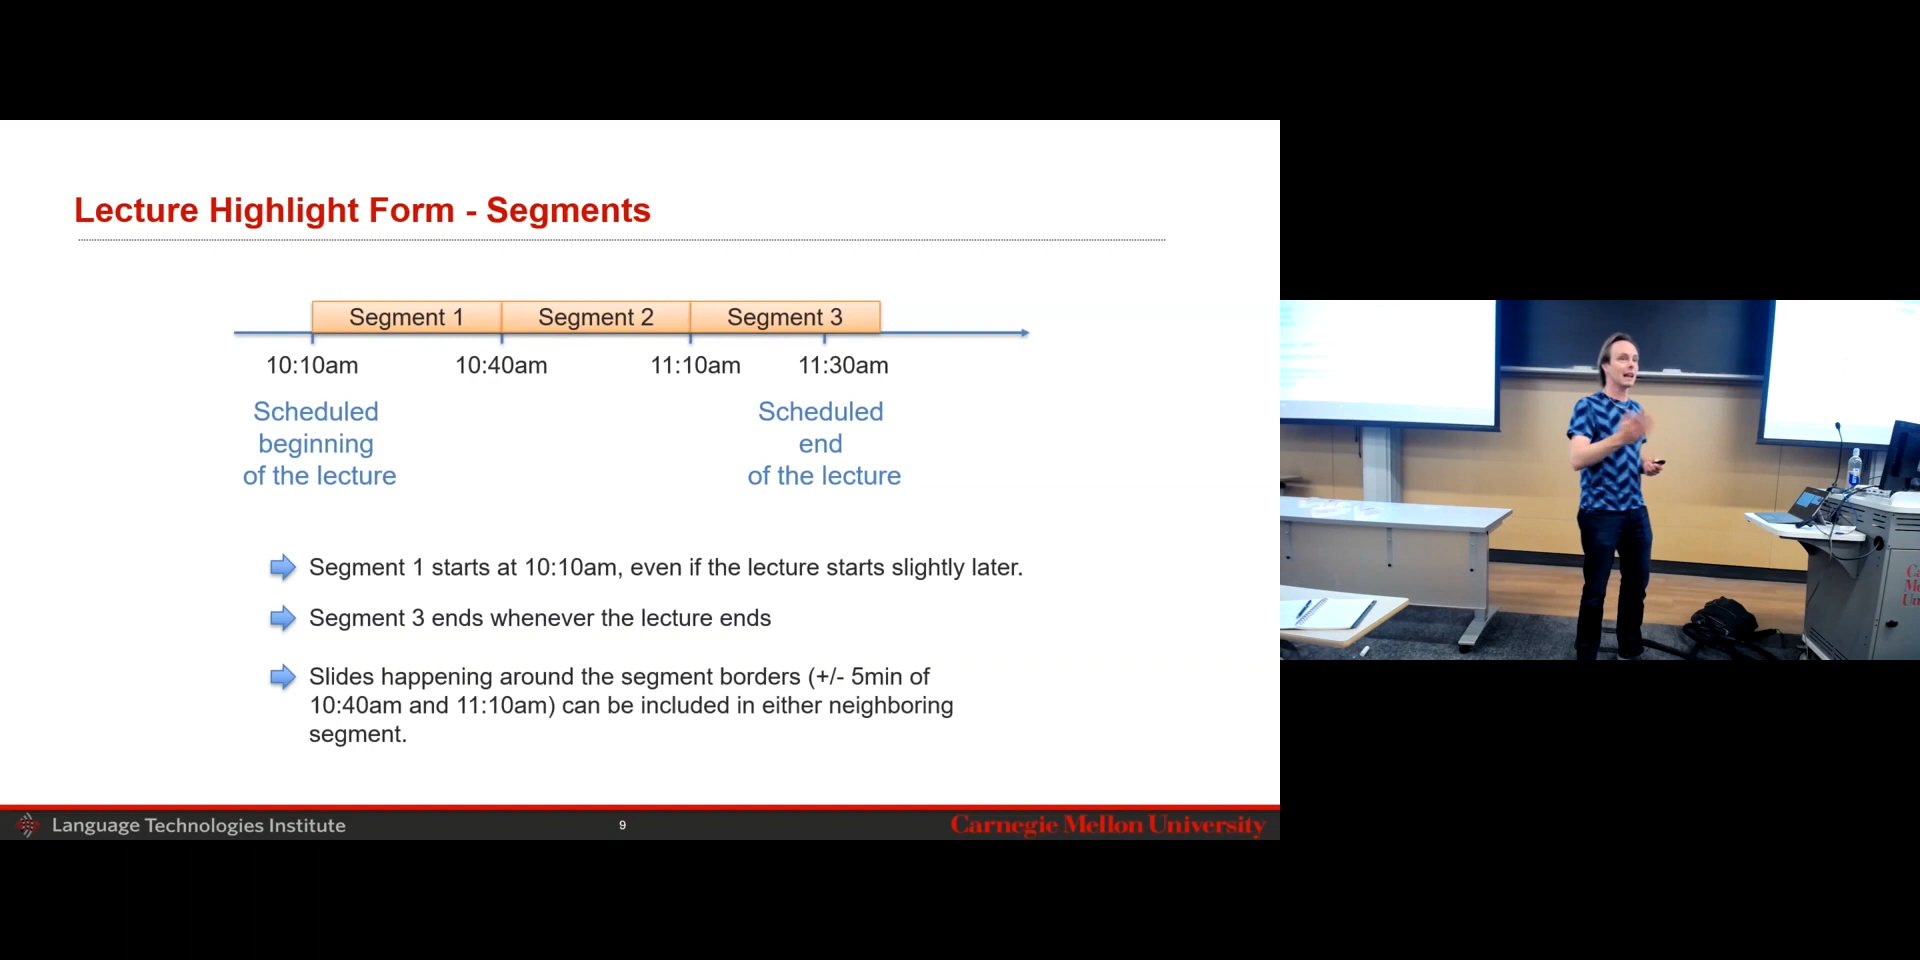 Lecture Highlight Form - Segments
Segment 1 Segment 2 Segment 3
10:10am 10:40am 11:10am 11:30am
Scheduled
beginning
of the lecture
Scheduled
end
of the lecture
Segment 1 starts at 10:10am, even if the lecture starts slightly later.
Segment 3 ends whenever the lecture ends
Slides happening around the segment borders (+/- 5min of
10:40am and 11:10am) can be included in either neighboring
segment.
Language Technologies Institute 9 Carnegie Mellon University